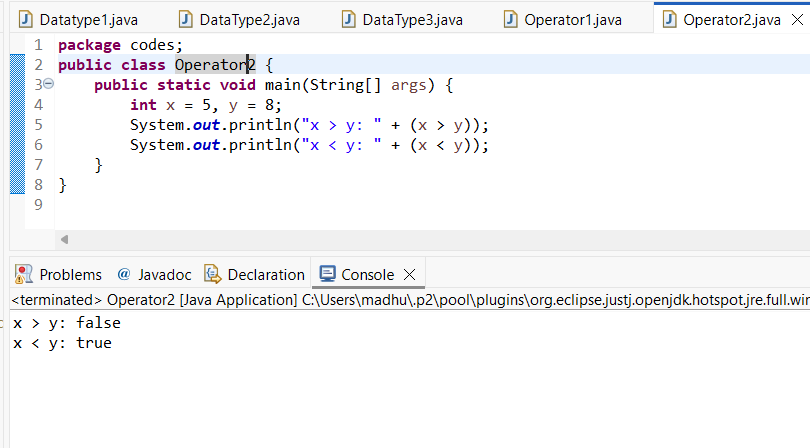 Datatype1.java DataType2.java DataType3.java Operator1.java Operator2.java
1 package codes;
2 public class Operator2 {
3 public static void main(String[] args) {
4 int x = 5, y = 8;
5 System.out.println("x > y: " + (x > y));
6 System.out.println("x < y: " + (x < y));
7 }
8 }
9
Problems @ Javadoc Declaration Console
<terminated> Operator2 [Java Application] C:\Users\madhu\.p2\pool\plugins\org.eclipse.justj.openjdk.hotspot.jre.full.win
x > y: false
x < y: true